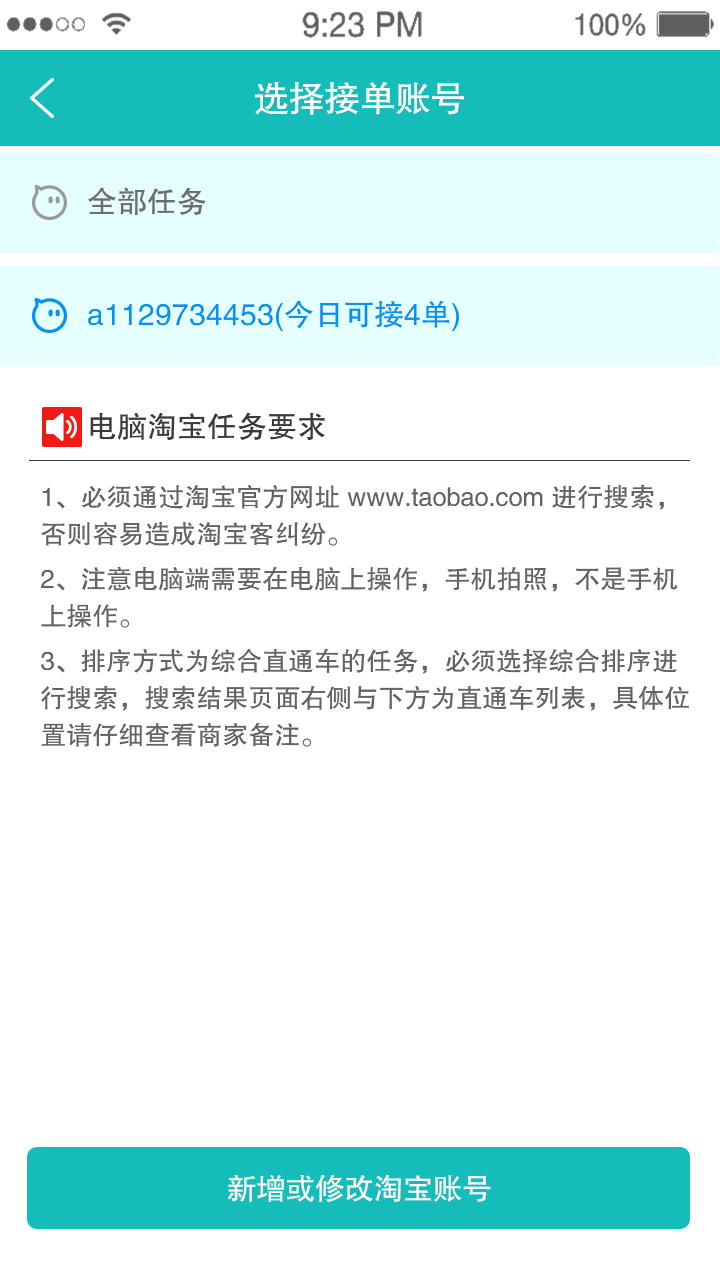 9:23 PM
100%
选择接单账号
全部任务
a1129734453(今日可接4单)
电脑淘宝任务要求
1、必须通过淘宝官方网址 www.taobao.com 进行搜索，
否则容易造成淘宝客纠纷。
2、注意电脑端需要在电脑上操作，手机拍照，不是手机
上操作。
3、排序方式为综合直通车的任务，必须选择综合排序进
行搜索，搜索结果页面右侧与下方为直通车列表，具体位
置请仔细查看商家备注。
新增或修改淘宝账号